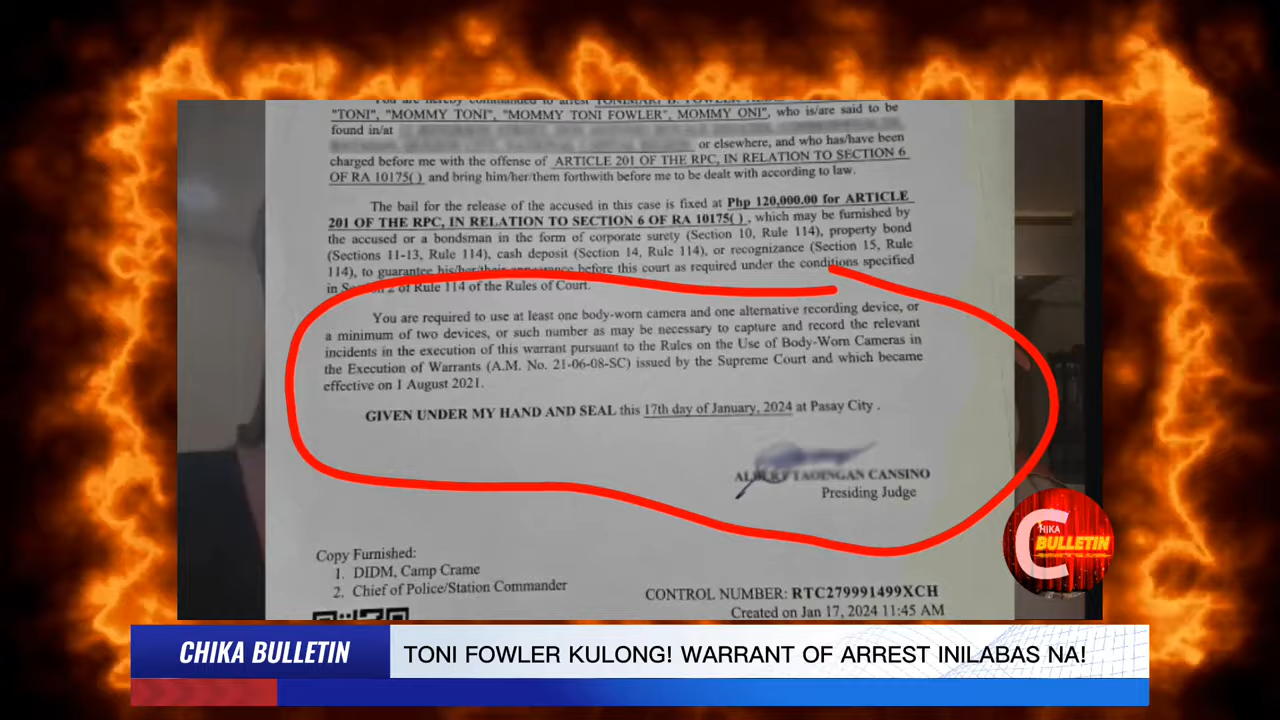 You are hereby commanded to arrest
"TONI", "MOMMY TONI", "MOMMY TONI FOWLER", MOMMY ONI", who is/are said to be
found in/at
or elsewhere, and who has/have been
charged before me with the offense of ARTICLE 201 OF THE RPC, IN RELATION TO SECTION 6
OF RA 10175( ) and bring him/her/them forthwith before me to be dealt with according to law.
The bail for the release of the accused in this case is fixed at Php 120,000.00 for ARTICLE
201 OF THE RPC, IN RELATION TO SECTION 6 OF RA 10175( ), which may be furnished by
the accused or a bondsman in the form of corporate surety (Section 10, Rule 114), property bond
(Sections 11-13, Rule 114), cash deposit (Section 14, Rule 114), or recognizance (Section 15, Rule
114), to guarantee his/her/their appearance before this court as required under the conditions specified
in Section 2 of Rule 114 of the Rules of Court.
You are required to use at least one body-worn camera and one alternative recording device, or
a minimum of two devices, or such number as may be necessary to capture and record the relevant
incidents in the execution of this warrant pursuant to the Rules on the Use of Body-Worn Cameras in
the Execution of Warrants (A.M. No. 21-06-08-SC) issued by the Supreme Court and which became
effective on 1 August 2021.
GIVEN UNDER MY HAND AND SEAL this 17th day of January, 2024 at Pasay City .
CANSINO
Presiding Judge
Copy Furnished:
1. DIDM, Camp Crame
2. Chief of Police/Station Commander
CONTROL NUMBER: RTC279991499XCH
Created on Jan 17, 2024 11:45 AM
CHIKA
BULLETIN
CHIKA BULLETIN
TONI FOWLER KULONG! WARRANT OF ARREST INILABAS NA!